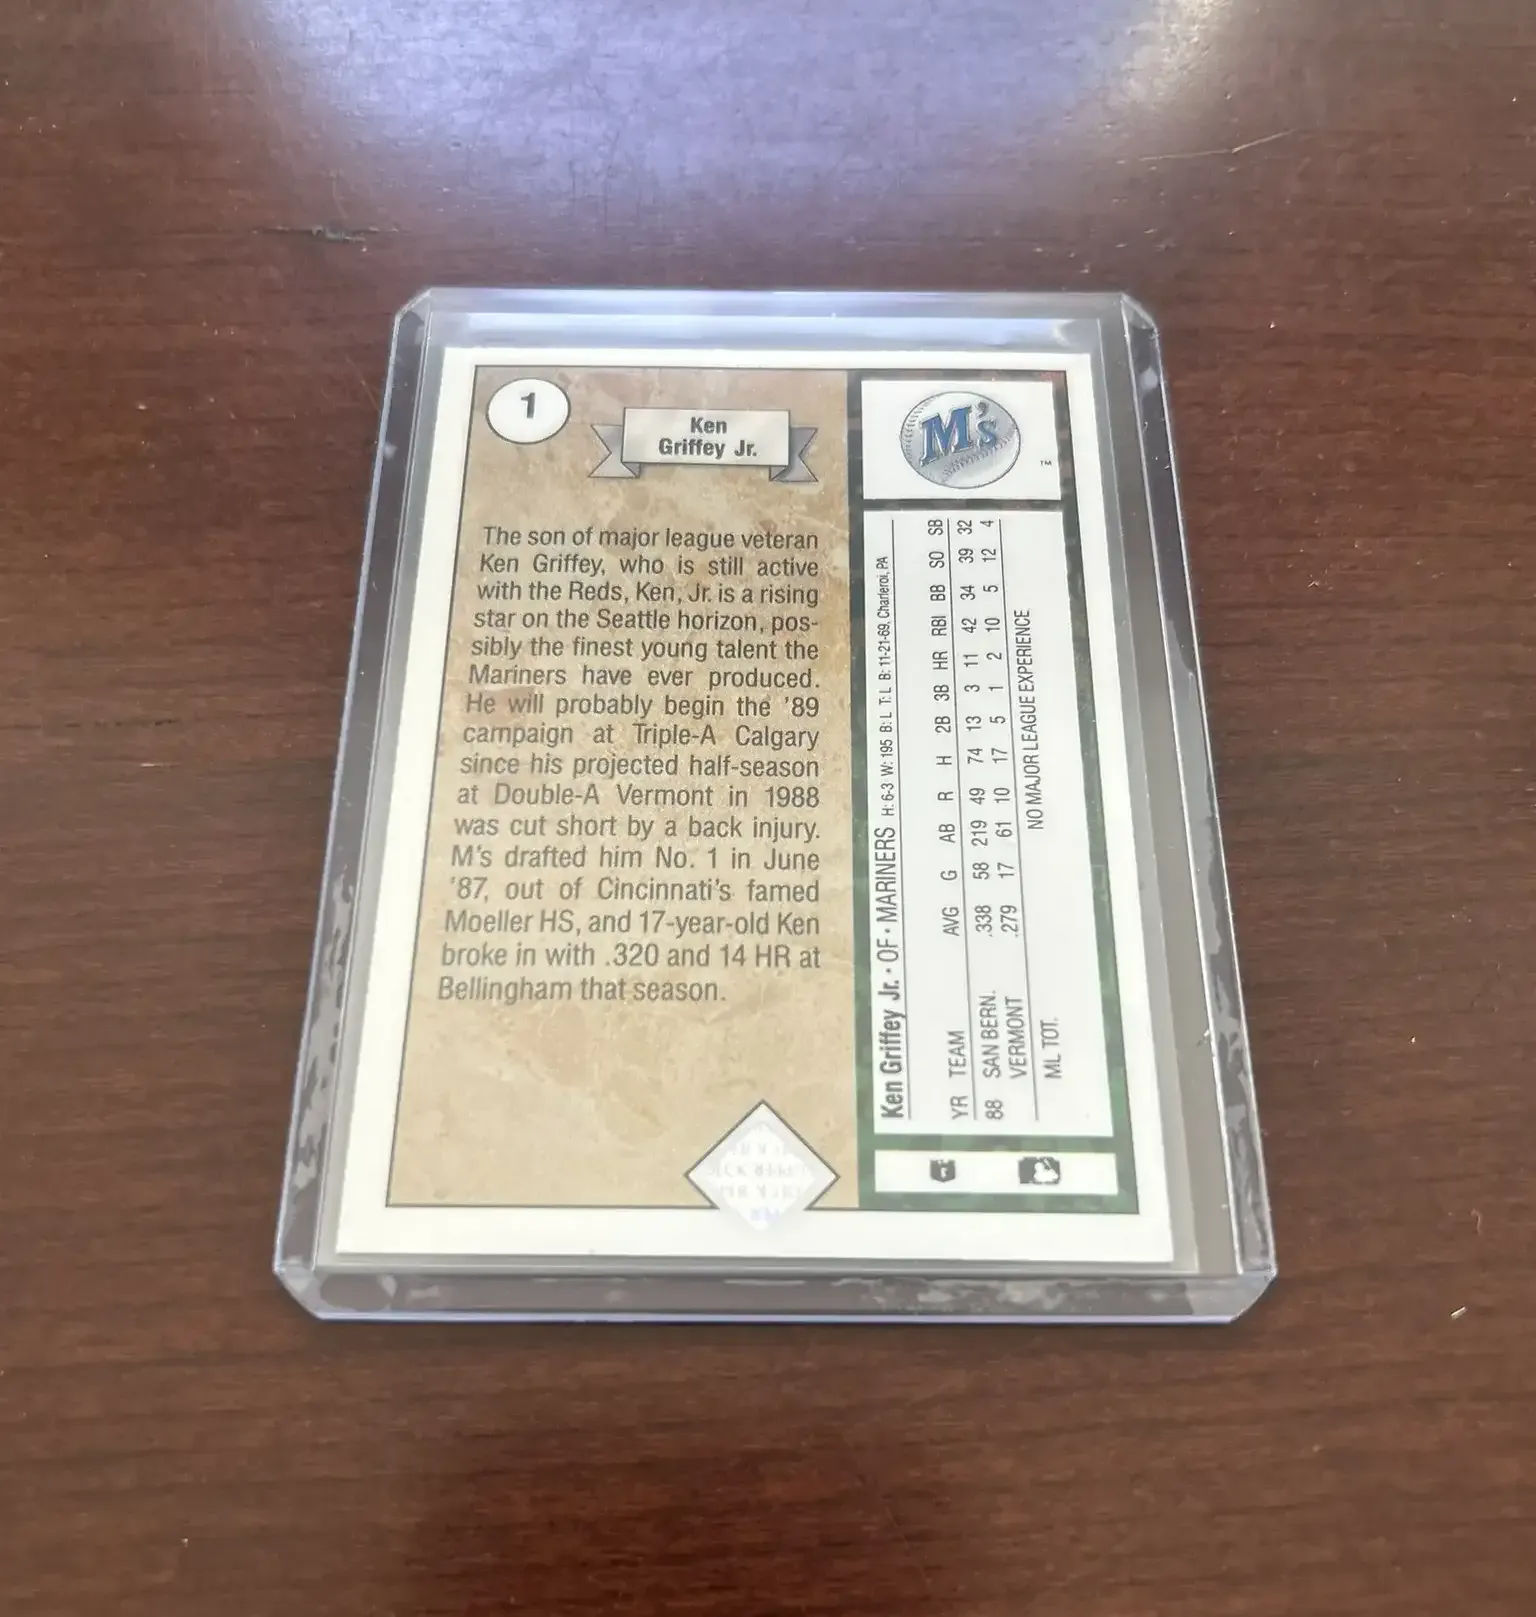 1
Ken
Griffey Jr.
The son of major league veteran
Ken Griffey, who is still active
with the Reds, Ken, Jr. is a rising
star on the Seattle horizon, pos-
sibly the finest young talent the
Mariners have ever produced.
He will probably begin the '89
campaign at Triple-A Calgary
since his projected half-season
at Double-A Vermont in 1988
was cut short by a back injury.
M's drafted him No. 1 in June
'87, out of Cincinnati's famed
Moeller HS, and 17-year-old Ken
broke in with .320 and 14 HR at
Bellingham that season.
M's
TM
Ken Griffey Jr. • OF • MARINERS H: 6-3 W: 195 B: L T: L B: 11-21-69, Charleroi, PA
YR TEAM AVG G AB R H 2B 3B HR RBI BB SO SB
88 SAN BERN. .338 58 219 49 74 13 3 11 42 34 39 32
VERMONT .279 17 61 10 17 5 1 2 10 5 12 4
ML TOT. NO MAJOR LEAGUE EXPERIENCE